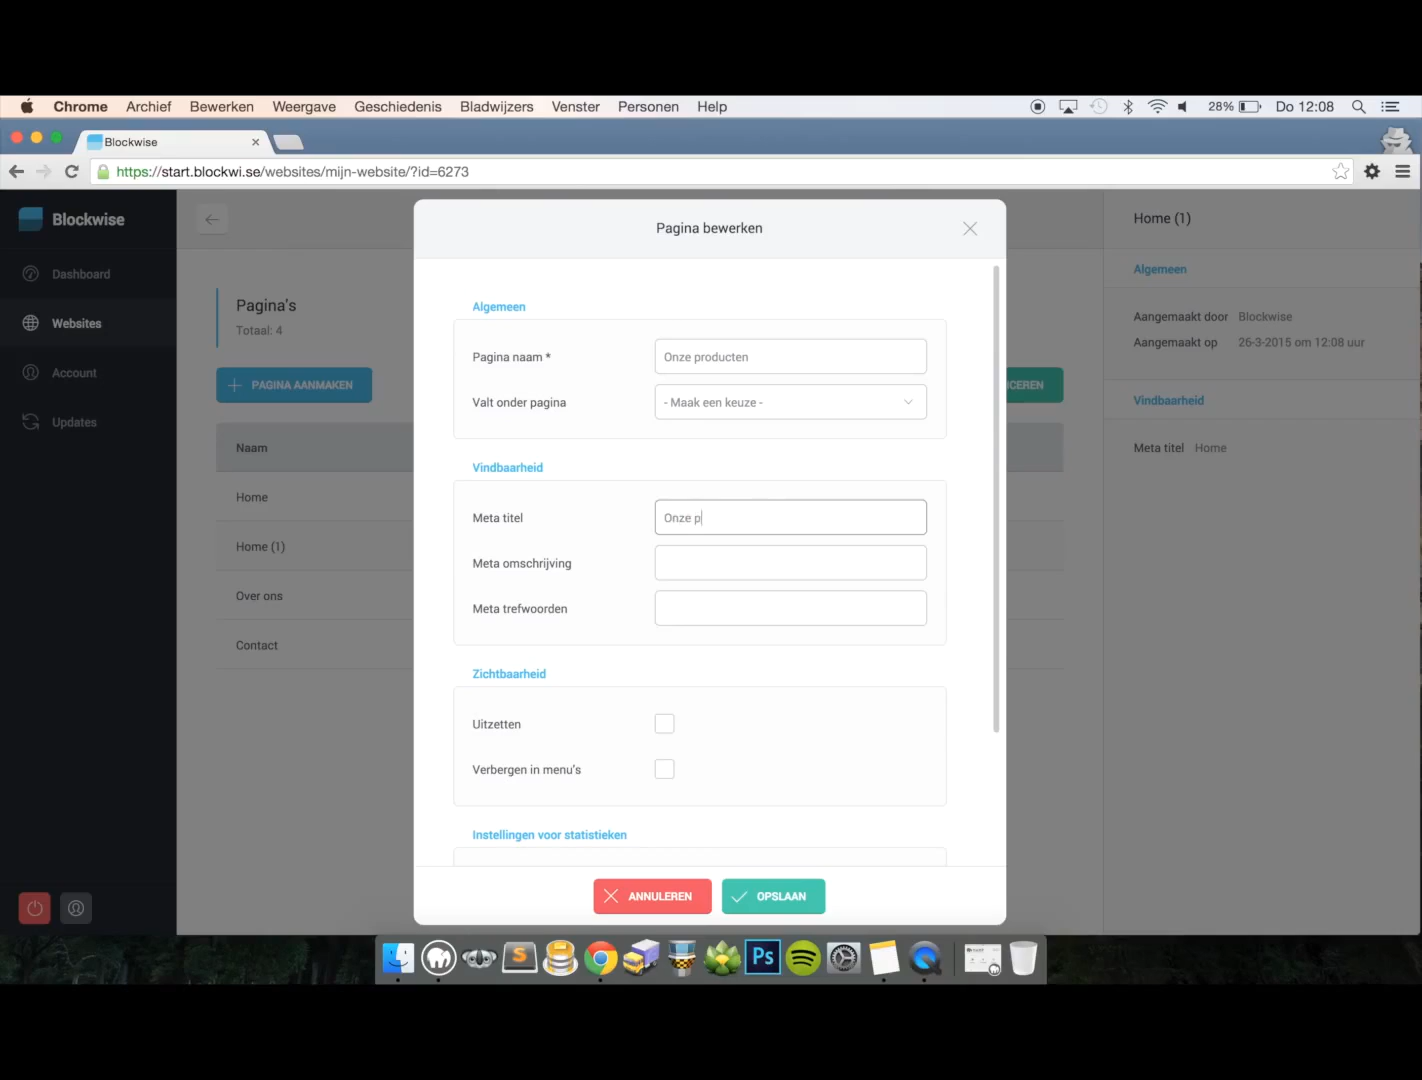 Chrome Archief Bewerken Weergave Geschiedenis Bladwijzers Venster Personen Help 28% Do 12:08
Blockwise
https://start.blockwi.se/websites/mijn-website/?id=6273
Blockwise
Dashboard
Websites
Account
Updates
Pagina's
Totaal: 4
PAGINA AANMAKEN
Naam
Home
Home (1)
Over ons
Contact
Pagina bewerken
Algemeen
Pagina naam * Onze producten
Valt onder pagina - Maak een keuze -
Vindbaarheid
Meta titel Onze p
Meta omschrijving
Meta trefwoorden
Zichtbaarheid
Uitzetten
Verbergen in menu's
Instellingen voor statistieken
ANNULEREN OPSLAAN
ICEREN
Home (1)
Algemeen
Aangemaakt door Blockwise
Aangemaakt op 26-3-2015 om 12:08 uur
Vindbaarheid
Meta titel Home
S
Ps